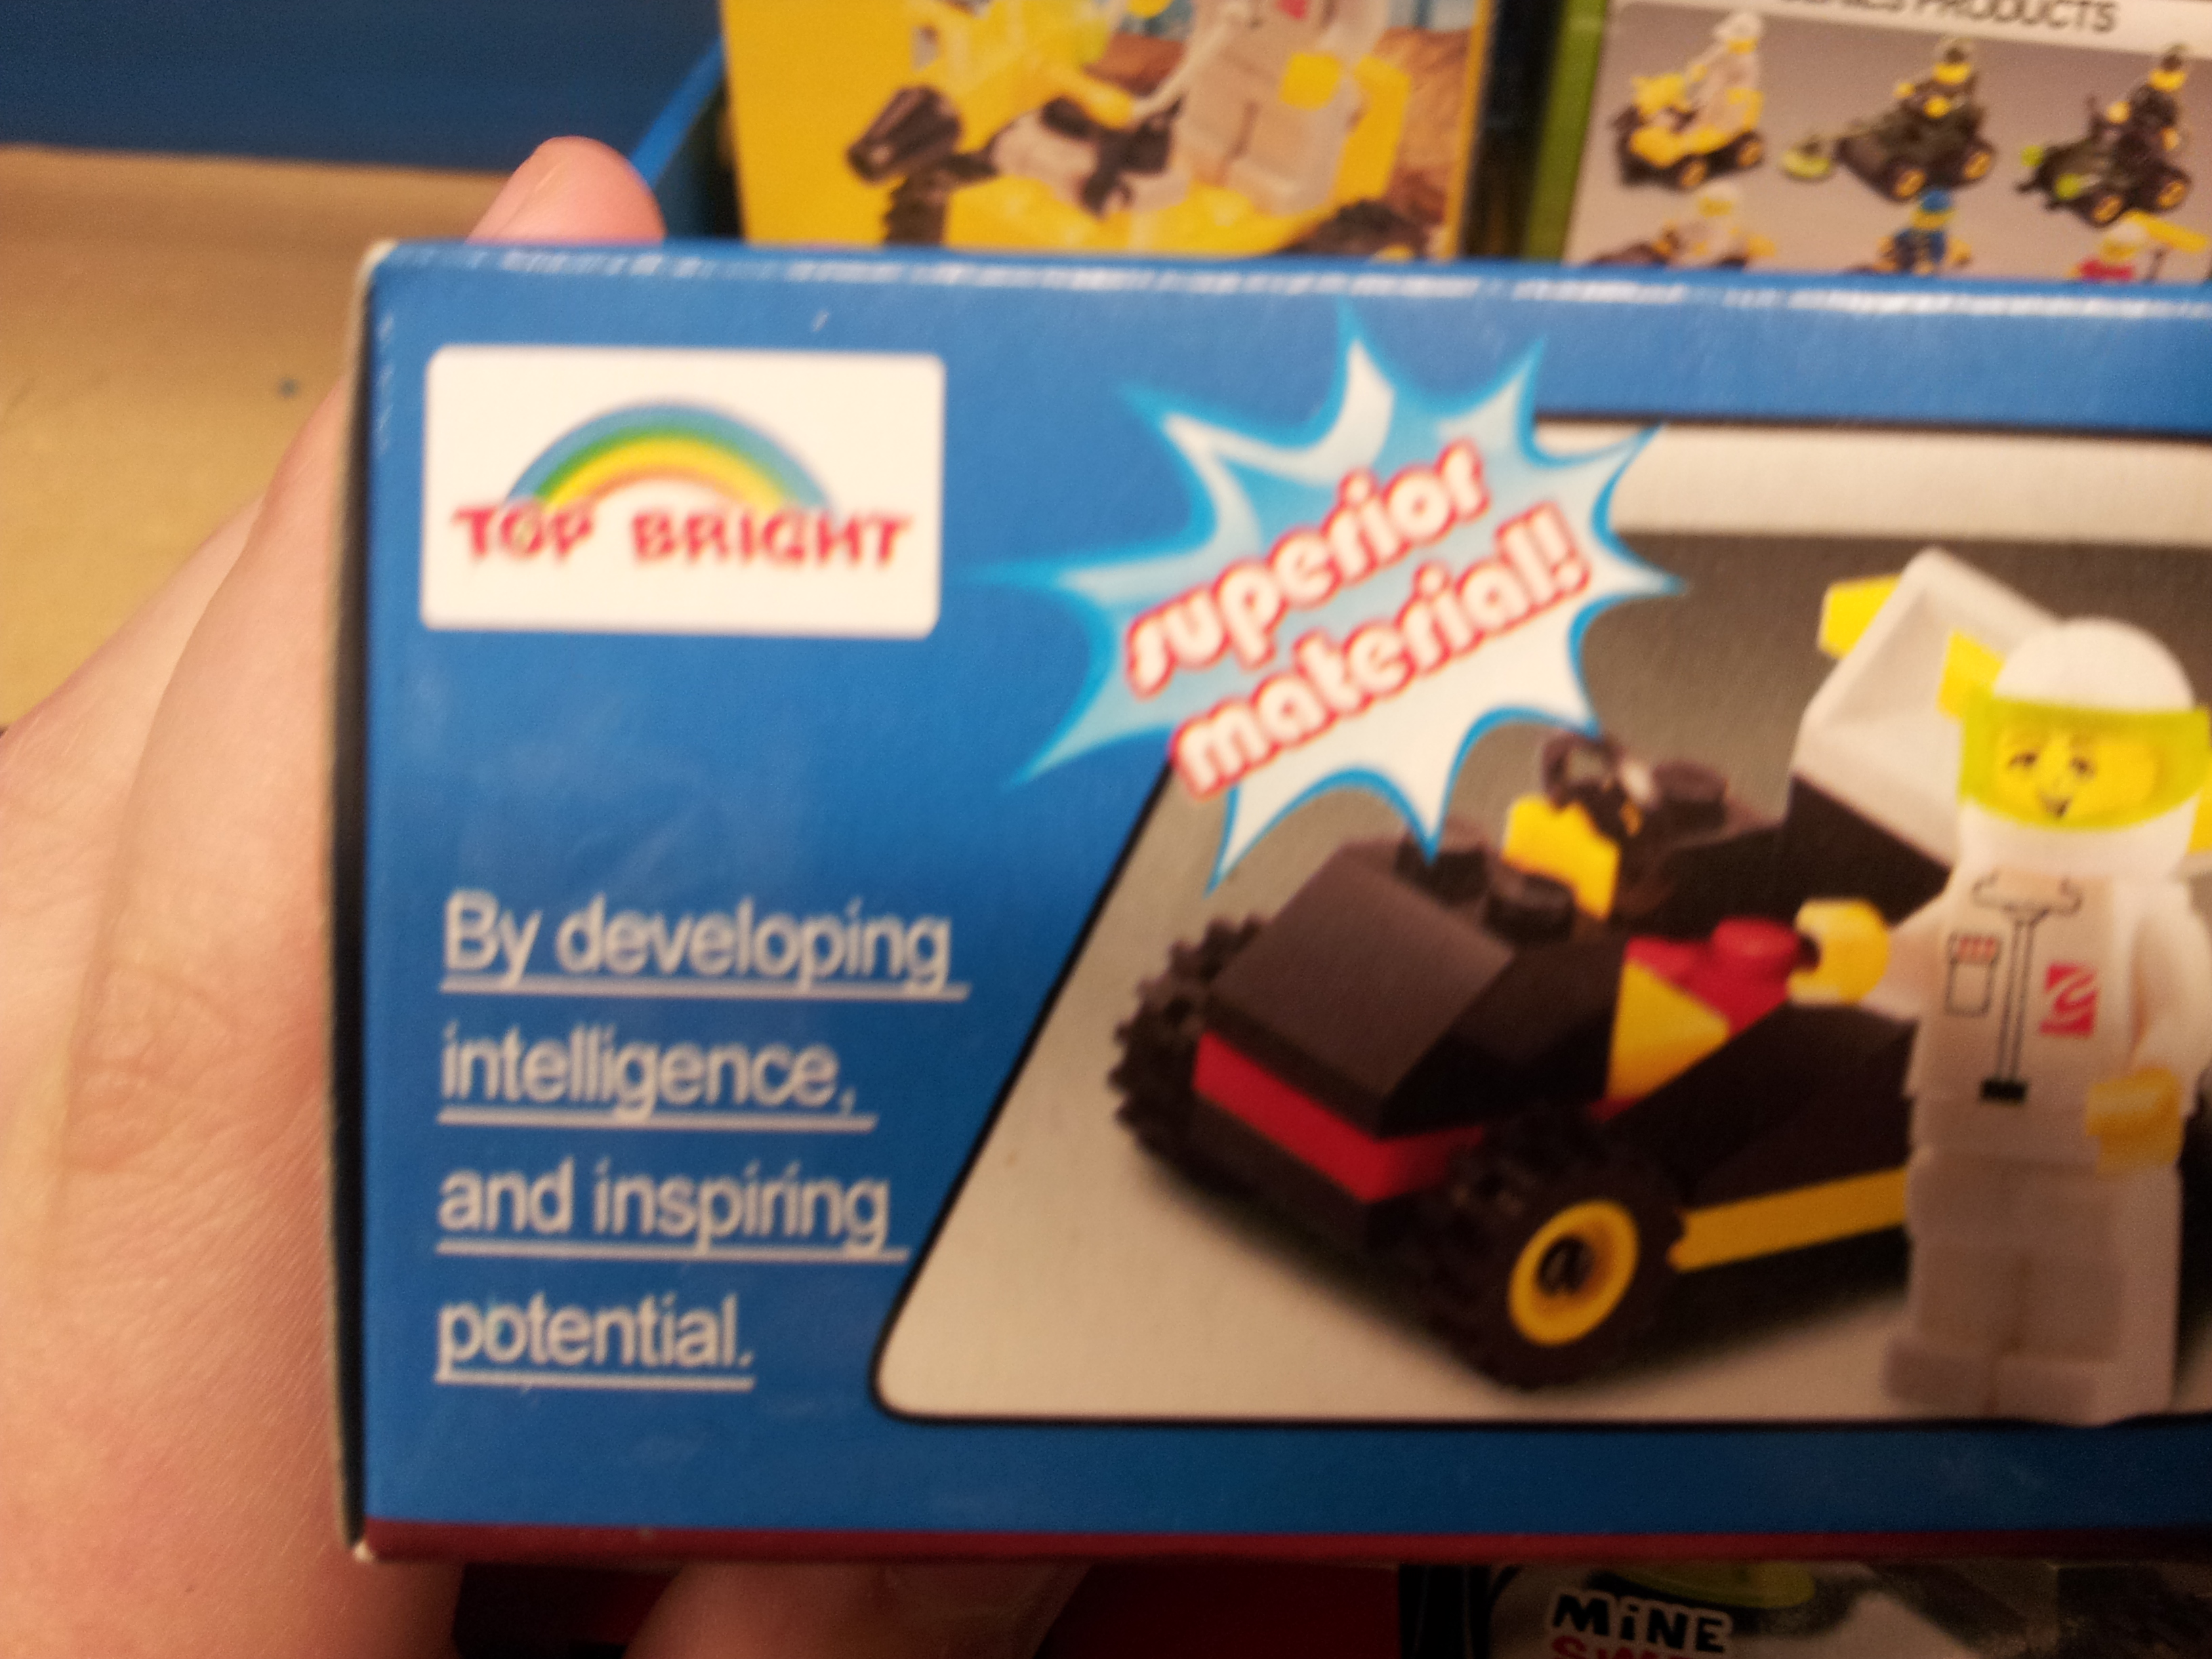 PRODUCTS
TOP BRIGHT
superior
material!
By developing
intelligence,
and inspiring
potential.
MiNE